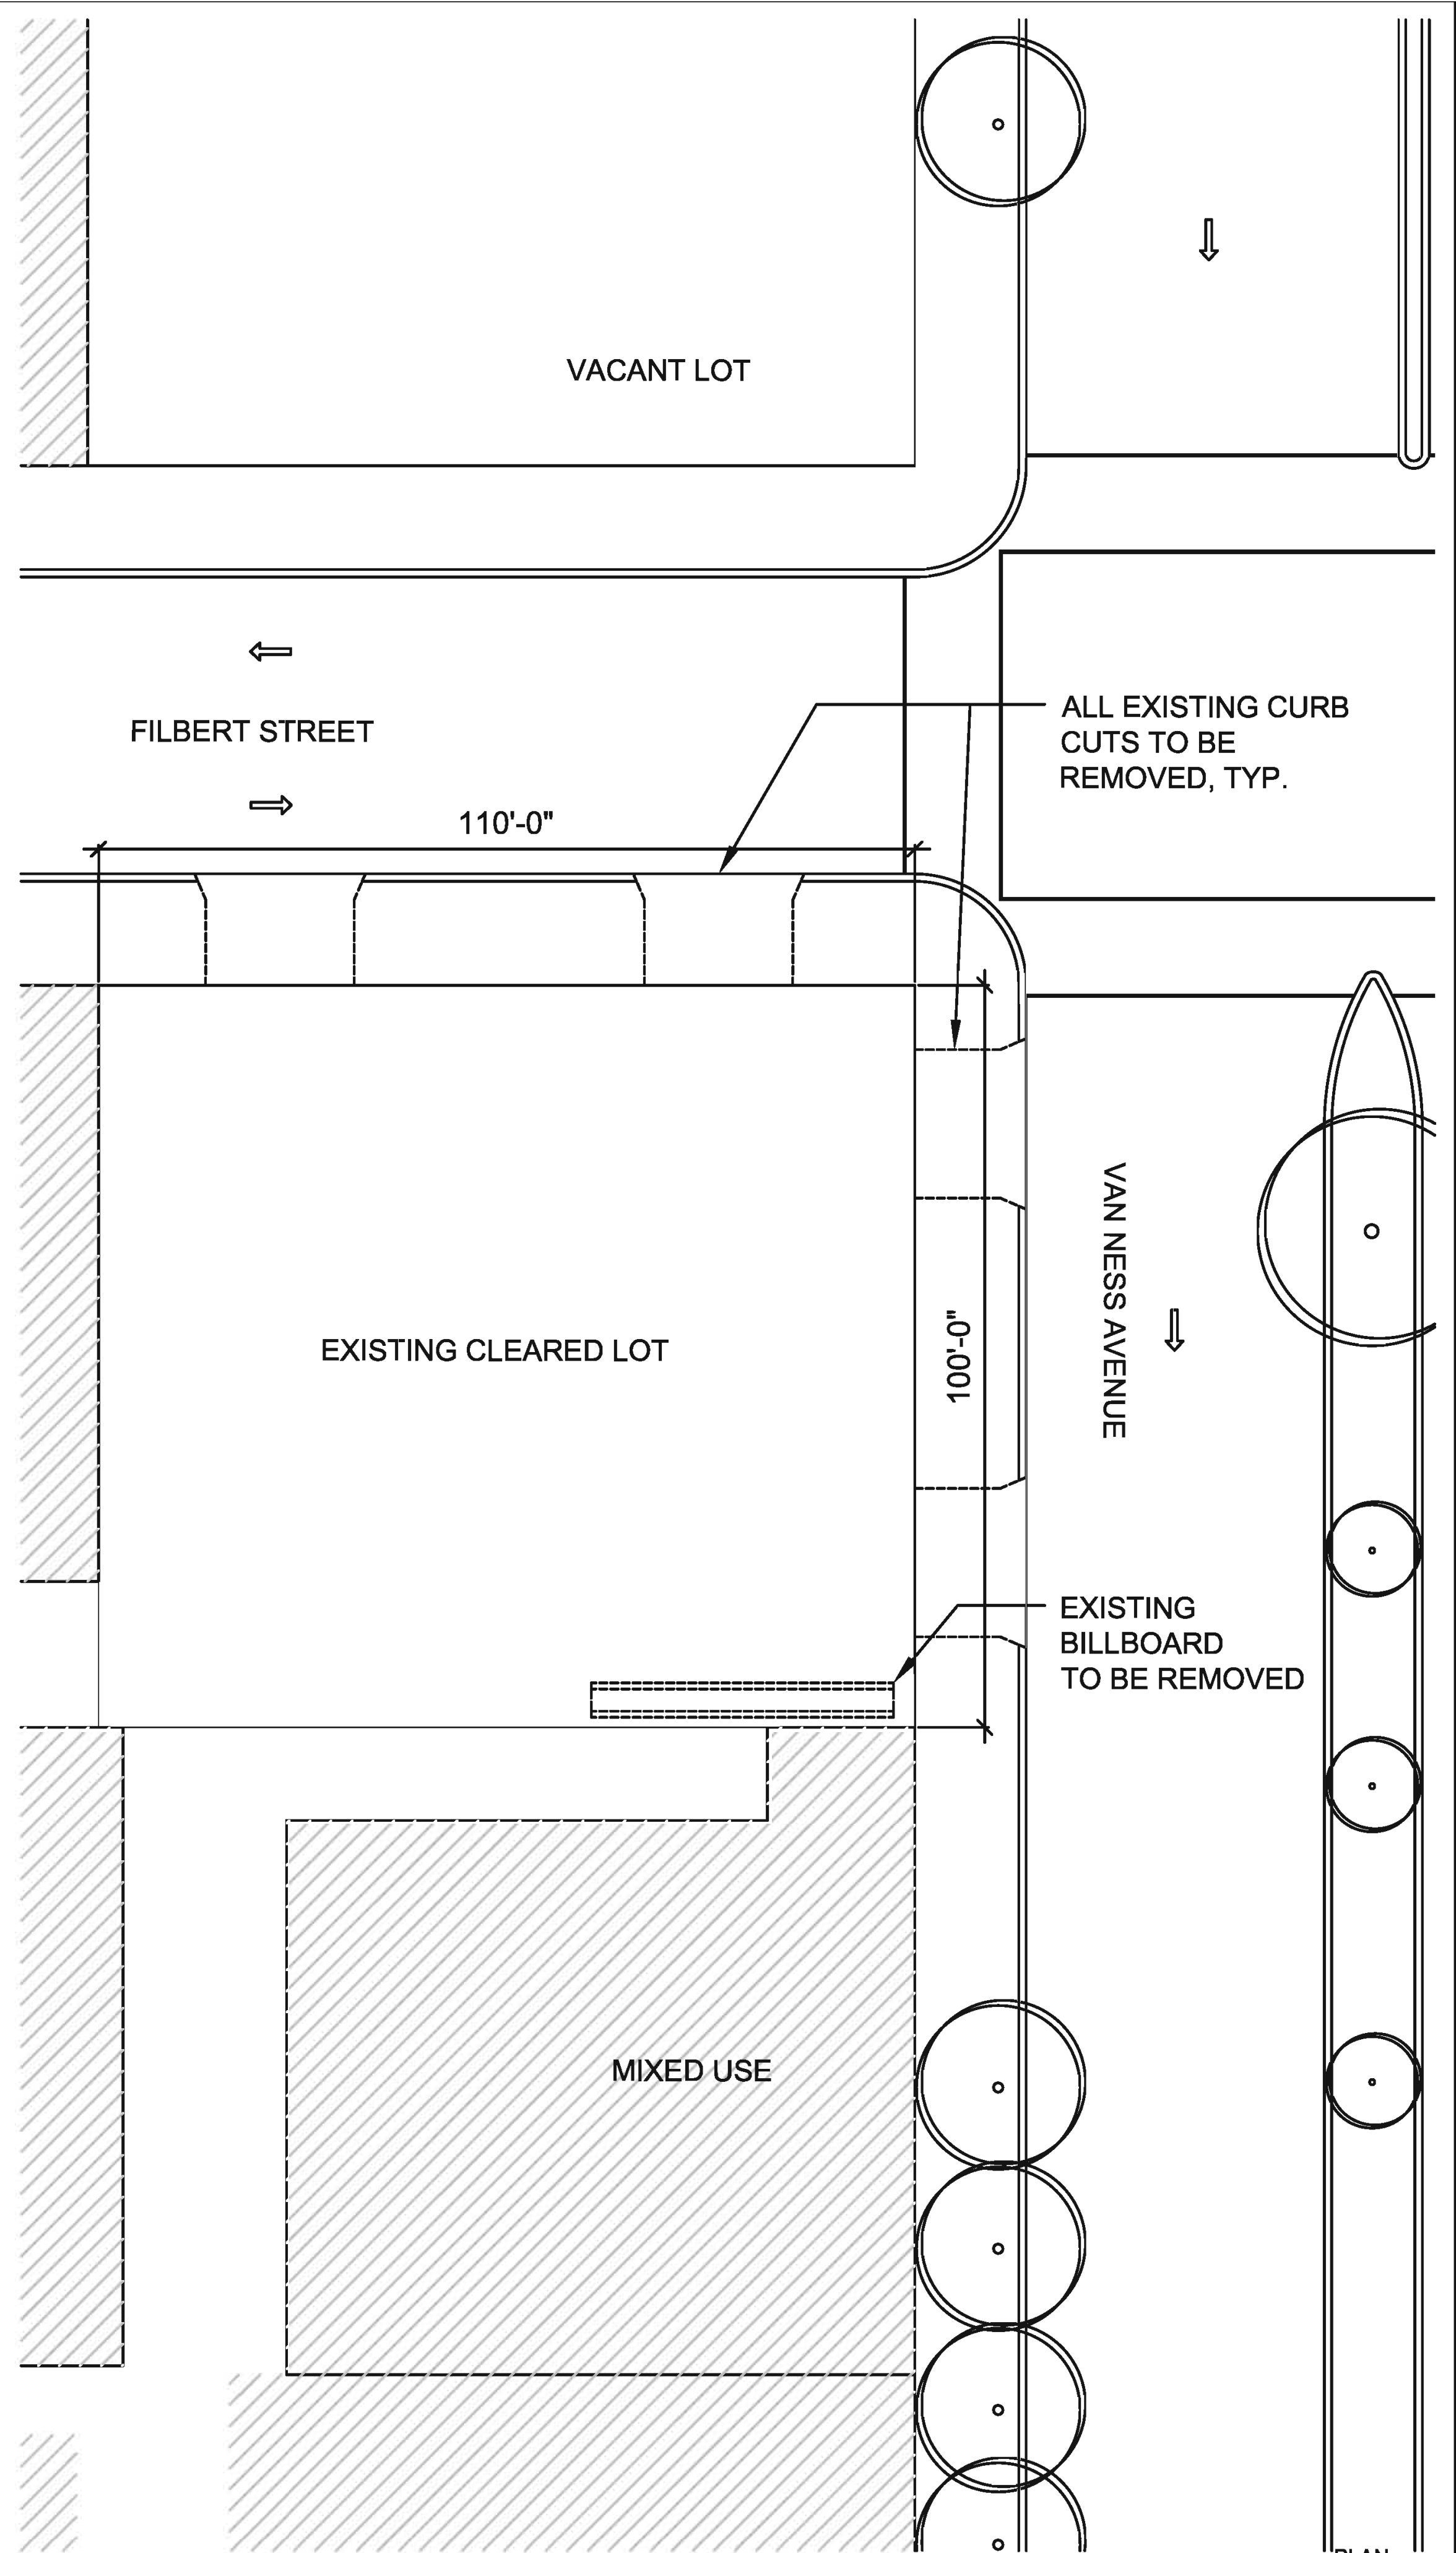 VACANT LOT
FILBERT STREET
ALL EXISTING CURB
CUTS TO BE
REMOVED, TYP.
110'-0"
VAN NESS AVENUE
100'-0"
EXISTING CLEARED LOT
EXISTING
BILLBOARD
TO BE REMOVED
MIXED USE
PLAN